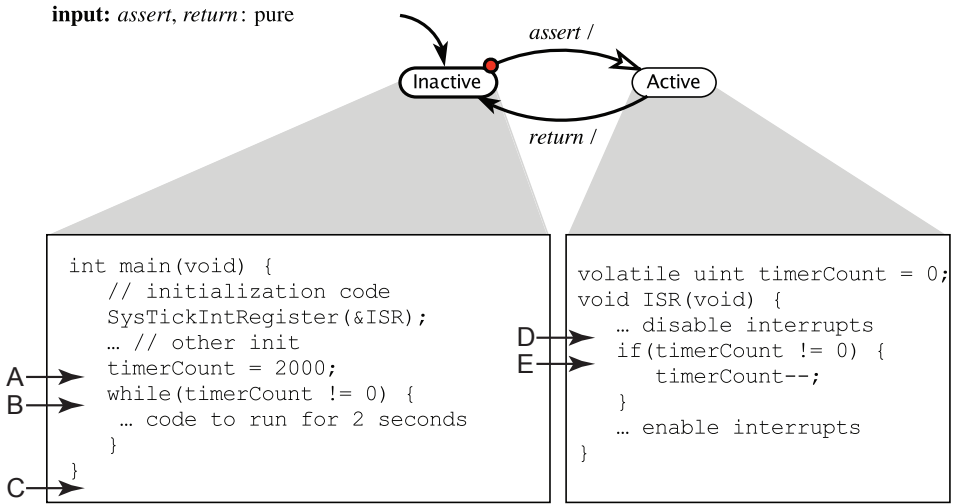 input: assert, return: pure
assert /
Inactive
Active
return /
int main(void) {
// initialization code
SysTickIntRegister(&ISR);
… // other init
A
timerCount = 2000;
B
while(timerCount != 0) {
… code to run for 2 seconds
}
}
C
volatile uint timerCount = 0;
void ISR(void) {
… disable interrupts
D
if(timerCount != 0) {
E
timerCount--;
}
… enable interrupts
}